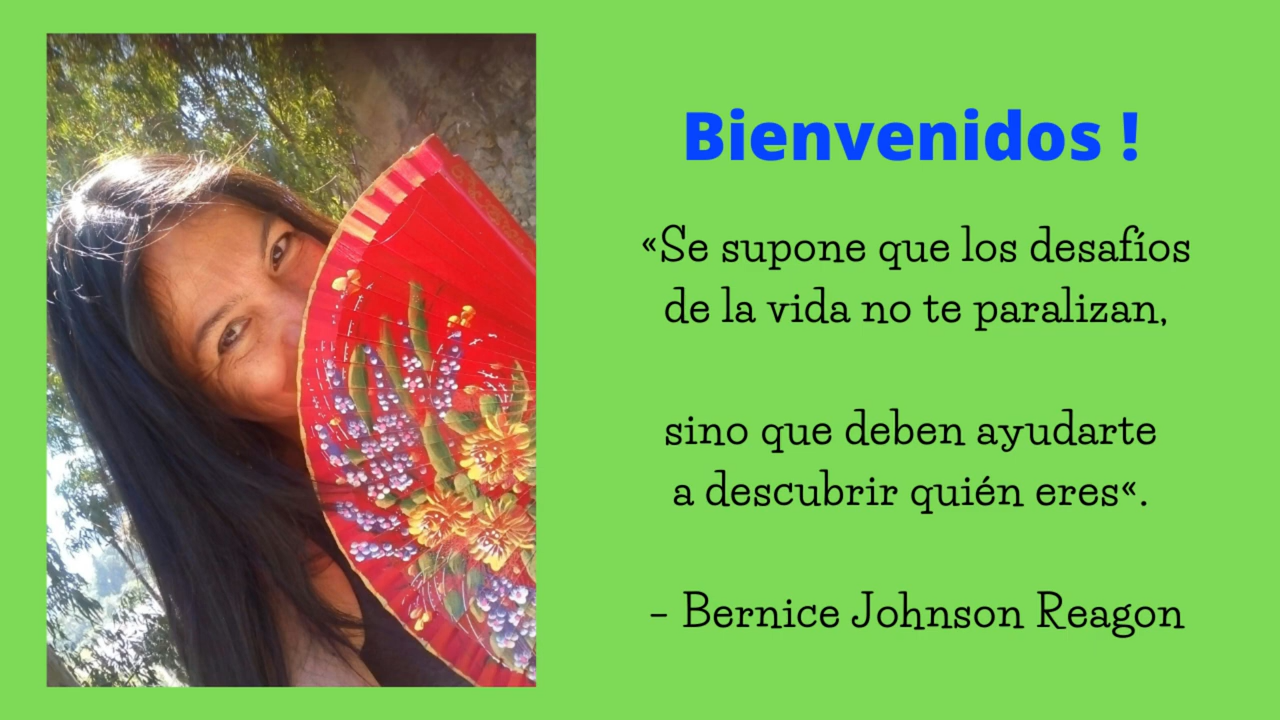 Bienvenidos !
«Se supone que los desafíos
de la vida no te paralizan,
sino que deben ayudarte
a descubrir quién eres«.
– Bernice Johnson Reagon